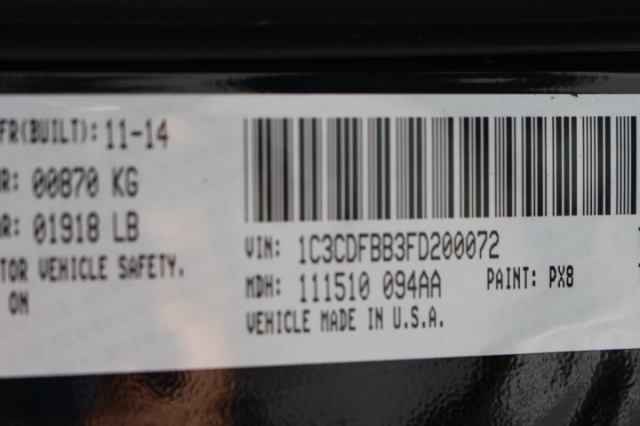 FR(BUILT): 11-14
R: 00870 KG
R: 01918 LB
TOR VEHICLE SAFETY.
ON
VIN: 1C3CDFBB3FD200072
MDH: 111510 094AA PAINT: PX8
VEHICLE MADE IN U.S.A.